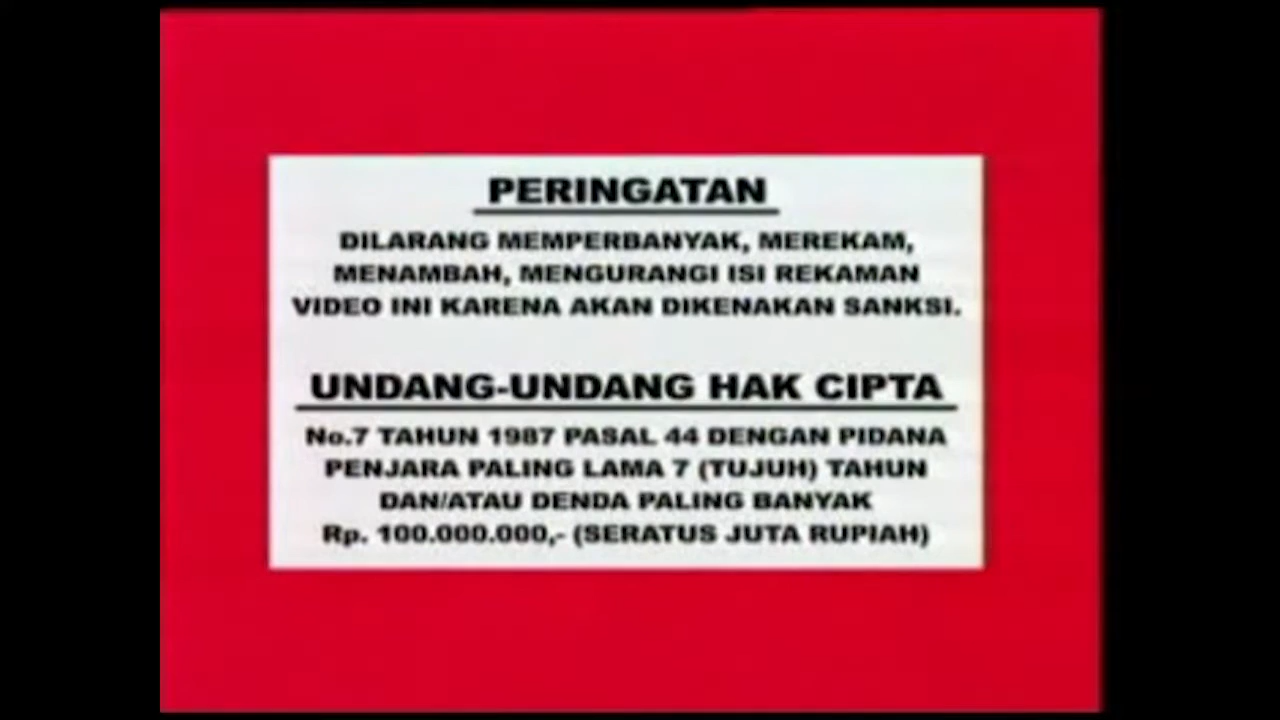 PERINGATAN
DILARANG MEMPERBANYAK, MEREKAM,
MENAMBAH, MENGURANGI ISI REKAMAN
VIDEO INI KARENA AKAN DIKENAKAN SANKSI.
UNDANG-UNDANG HAK CIPTA
No.7 TAHUN 1987 PASAL 44 DENGAN PIDANA
PENJARA PALING LAMA 7 (TUJUH) TAHUN
DAN/ATAU DENDA PALING BANYAK
Rp. 100.000.000,- (SERATUS JUTA RUPIAH)